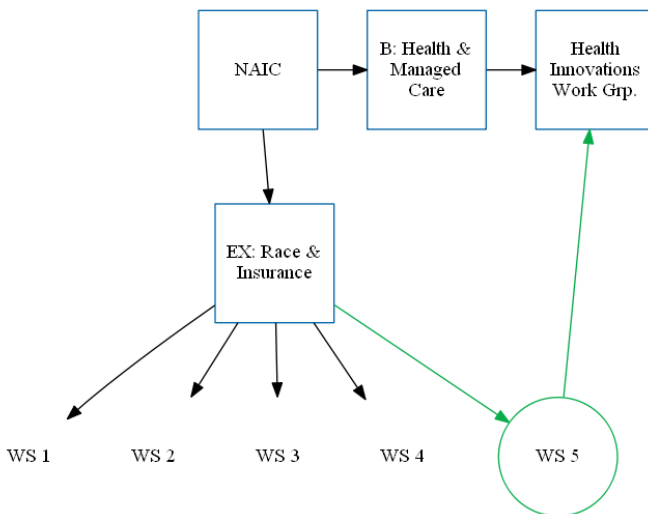 NAIC
B: Health &
Managed
Care
Health
Innovations
Work Grp.
EX: Race &
Insurance
WS 1
WS 2
WS 3
WS 4
WS 5